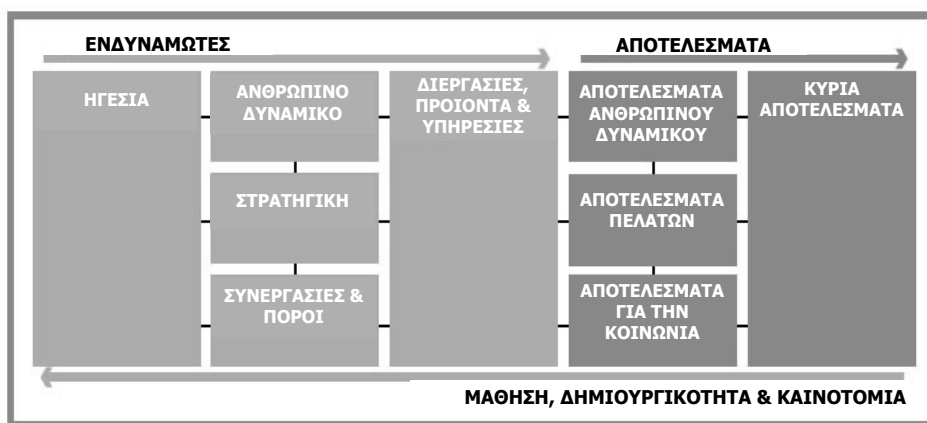 ΕΝΔΥΝΑΜΩΤΕΣ
ΑΠΟΤΕΛΕΣΜΑΤΑ
ΗΓΕΣΙΑ
ΑΝΘΡΩΠΙΝΟ
ΔΥΝΑΜΙΚΟ
ΣΤΡΑΤΗΓΙΚΗ
ΣΥΝΕΡΓΑΣΙΕΣ &
ΠΟΡΟΙ
ΔΙΕΡΓΑΣΙΕΣ,
ΠΡΟΙΟΝΤΑ &
ΥΠΗΡΕΣΙΕΣ
ΑΠΟΤΕΛΕΣΜΑΤΑ
ΑΝΘΡΩΠΙΝΟΥ
ΔΥΝΑΜΙΚΟΥ
ΑΠΟΤΕΛΕΣΜΑΤΑ
ΠΕΛΑΤΩΝ
ΑΠΟΤΕΛΕΣΜΑΤΑ
ΓΙΑ ΤΗΝ
ΚΟΙΝΩΝΙΑ
ΚΥΡΙΑ
ΑΠΟΤΕΛΕΣΜΑΤΑ
ΜΑΘΗΣΗ, ΔΗΜΙΟΥΡΓΙΚΟΤΗΤΑ & ΚΑΙΝΟΤΟΜΙΑ